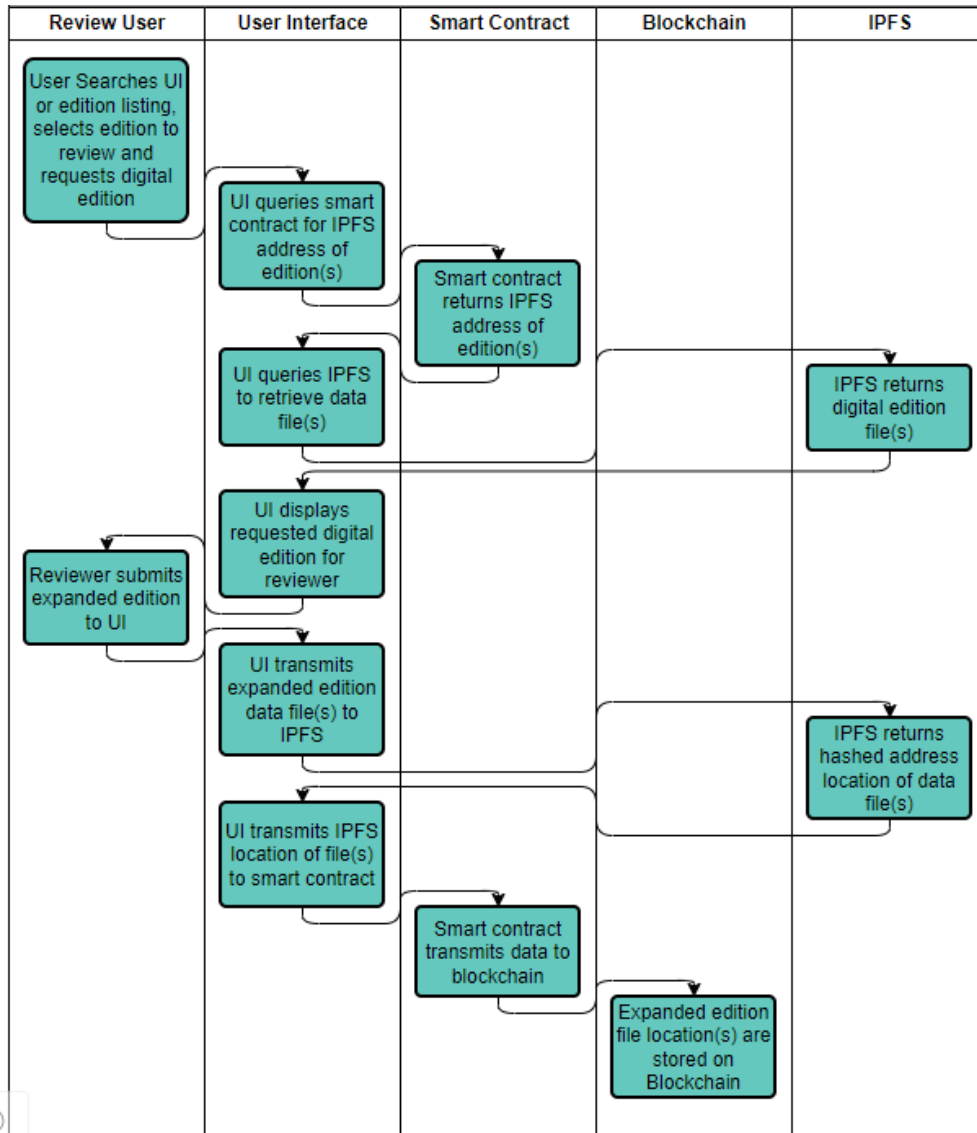 Review User
User Interface
Smart Contract
Blockchain
IPFS
User Searches UI
or edition listing,
selects edition to
review and
requests digital
edition
UI queries smart
contract for IPFS
address of
edition(s)
Smart contract
returns IPFS
address of
edition(s)
UI queries IPFS
to retrieve data
file(s)
IPFS returns
digital edition
file(s)
UI displays
requested digital
edition for
reviewer
Reviewer submits
expanded edition
to UI
UI transmits
expanded edition
data file(s) to
IPFS
IPFS returns
hashed address
location of data
file(s)
UI transmits IPFS
location of file(s)
to smart contract
Smart contract
transmits data to
blockchain
Expanded edition
file location(s) are
stored on
Blockchain